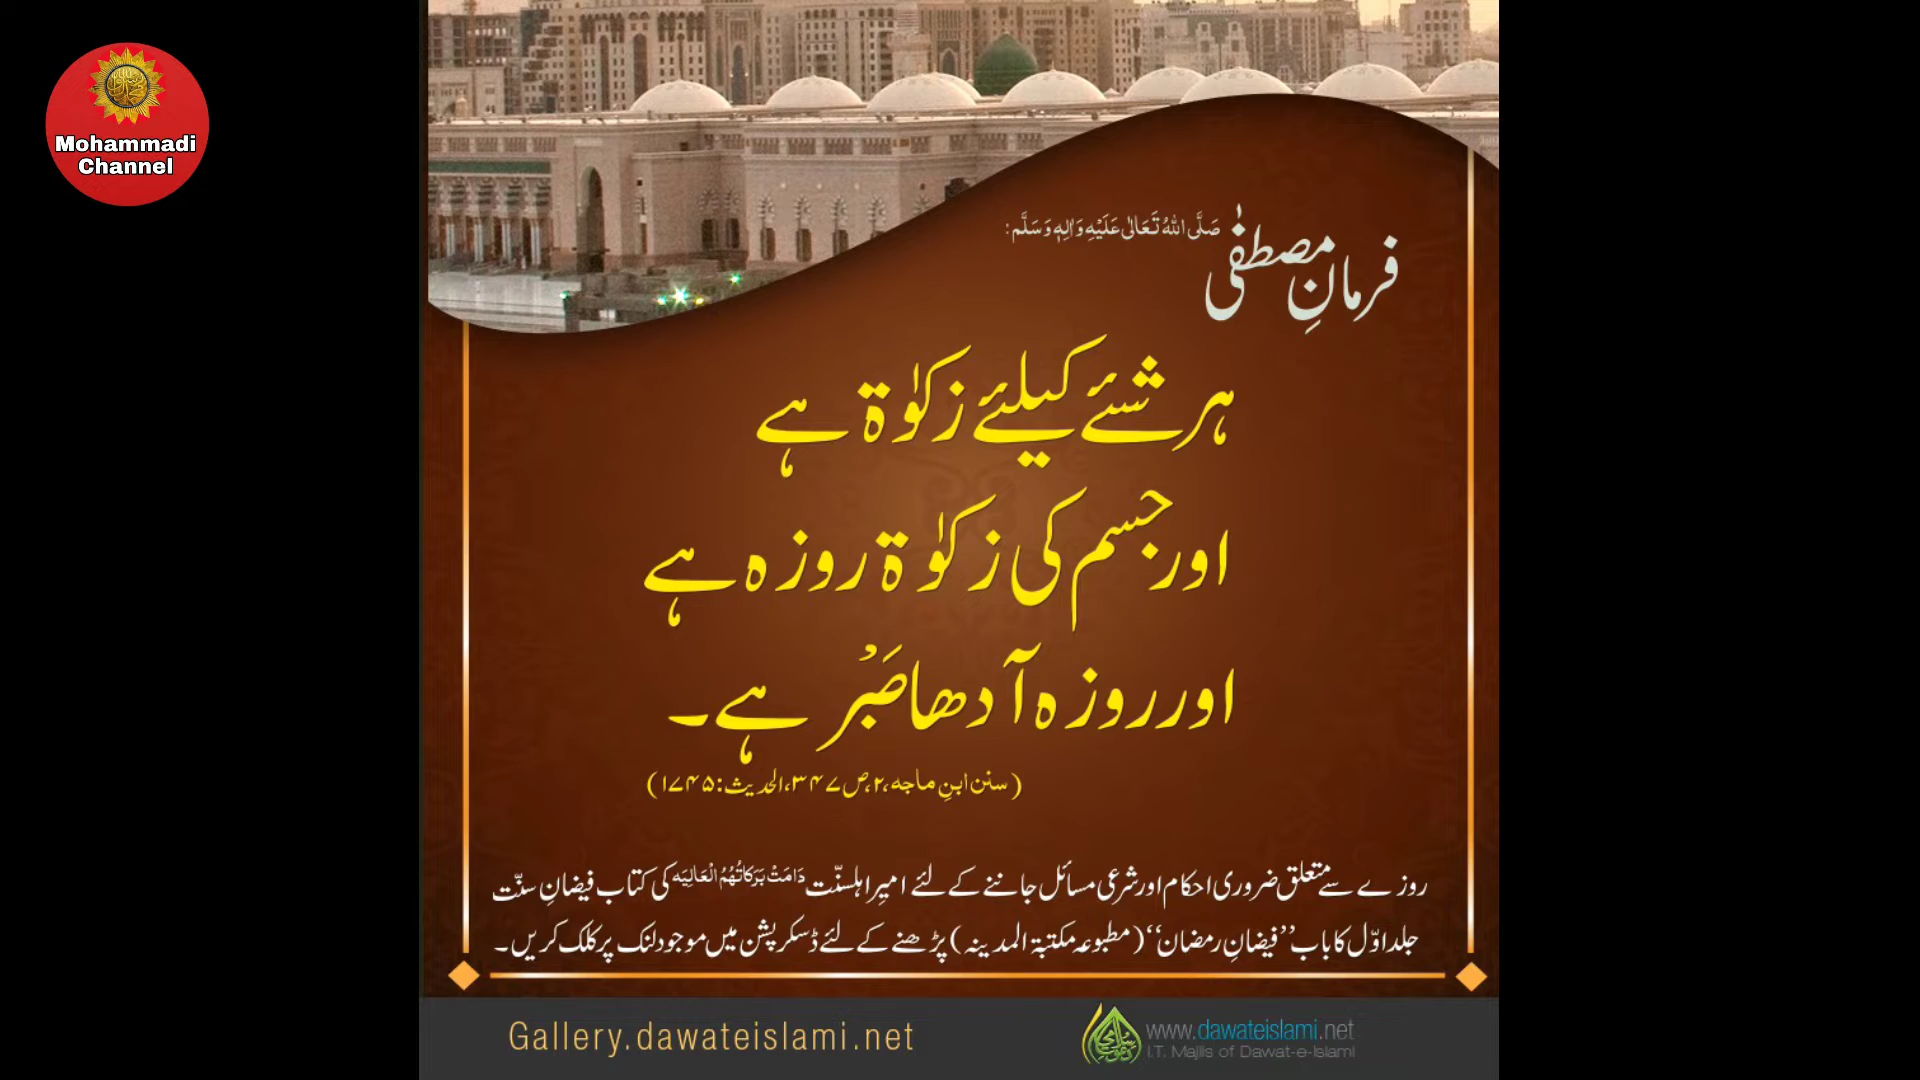 Mohammadi
Channel
فرمانِ مصطفٰی صَلَّی اللہُ تَعَالٰی عَلَیْہِ وَاٰلِہٖ وَسَلَّم:
ہر شئے کیلئے زکوٰۃ ہے
اور جسم کی زکوٰۃ روزہ ہے
اور روزہ آدھا صَبْر ہے۔
(سنن ابنِ ماجہ،۲،ص۳۴۷،الحدیث:۱۷۴۵)
روزے سے متعلق ضروری احکام اور شرعی مسائل جاننے کے لئے امیرِ اہلسنّت دَامَتْ بَرَکَاتُہُمُ الْعَالِیَہ کی کتاب فیضانِ سنّت
جلد اوّل کا باب ’’فیضانِ رمضان‘‘ (مطبوعہ مکتبۃ المدینہ) پڑھنے کے لئے ڈسکرپشن میں موجود لنک پر کلک کریں۔
Gallery.dawateislami.net
www.dawateislami.net
I.T. Majlis of Dawat-e-Islami